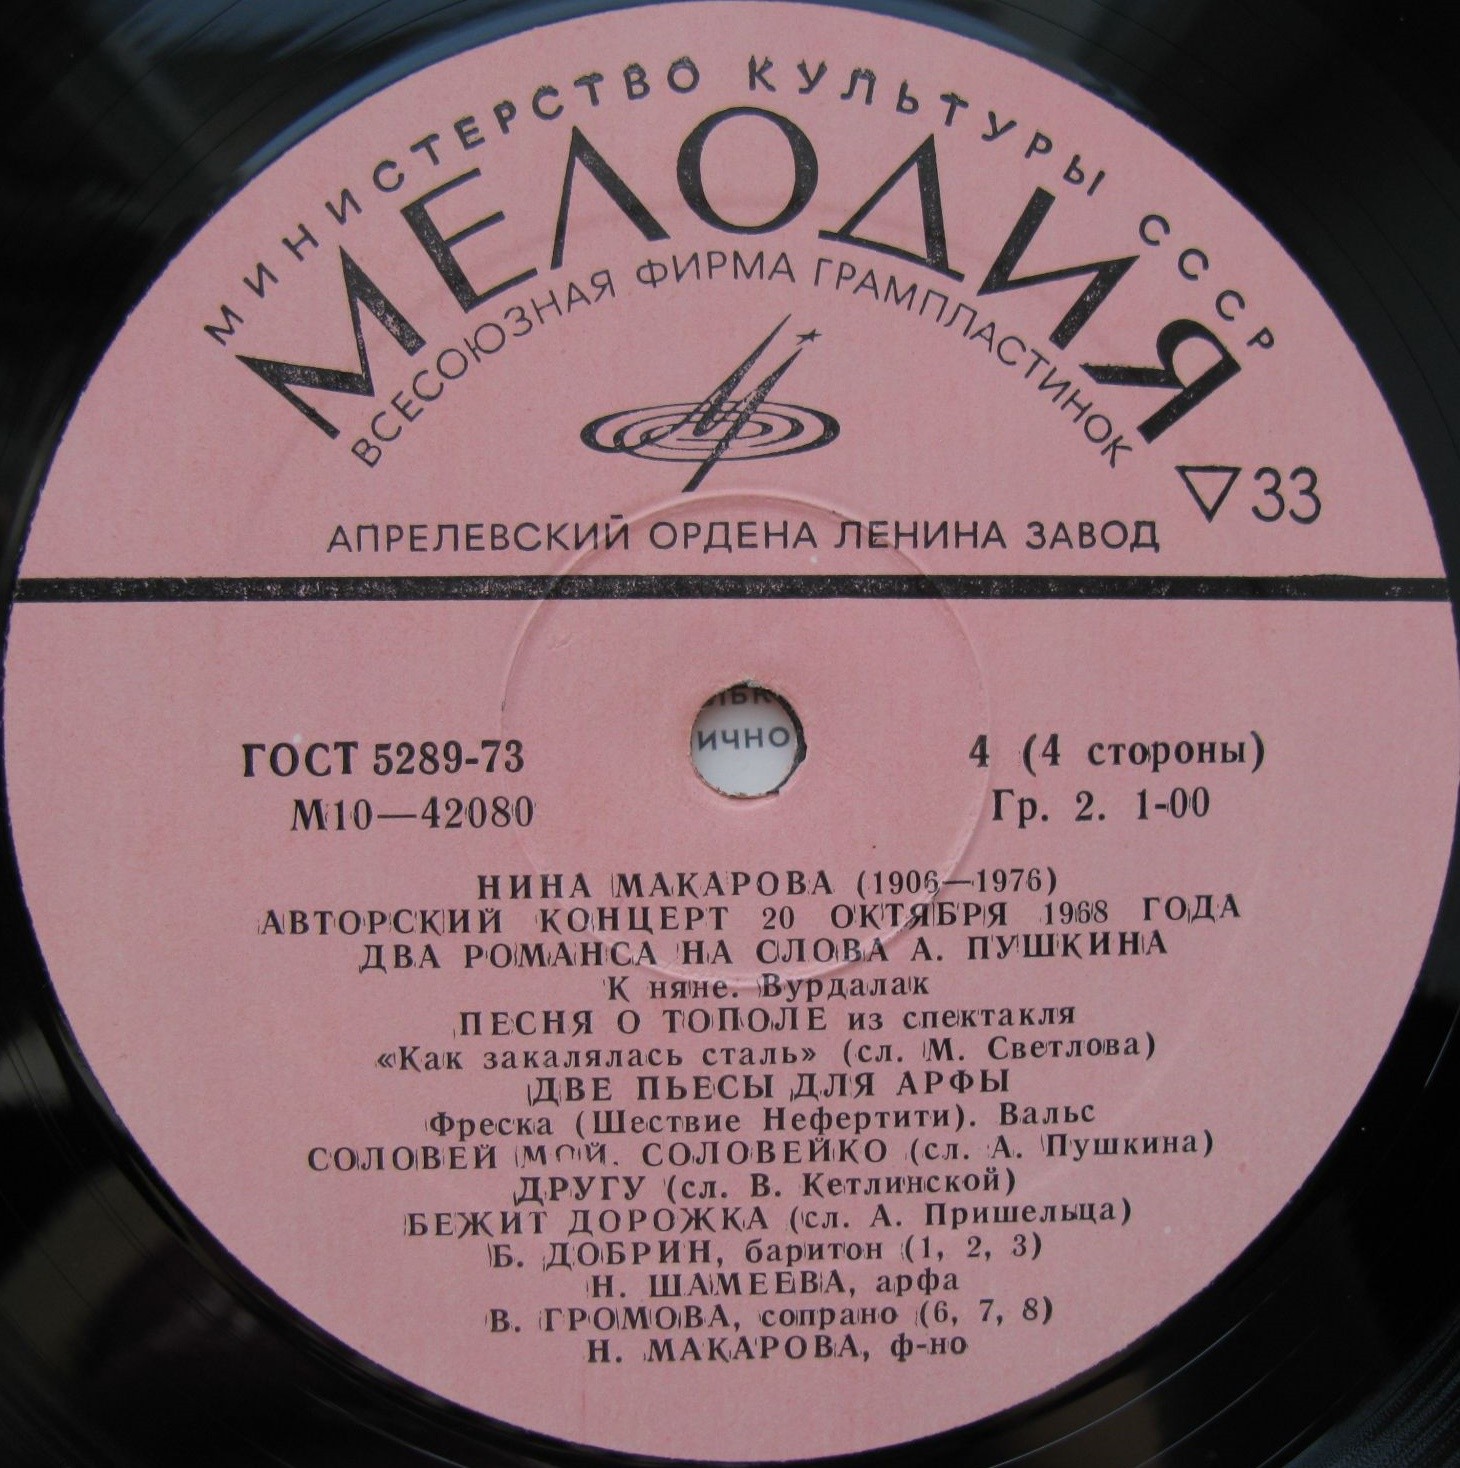 МИНИСТЕРСТВО КУЛЬТУРЫ СССР
МЕЛОДИЯ
ВСЕСОЮЗНАЯ ФИРМА ГРАМПЛАСТИНОК
33
АПРЕЛЕВСКИЙ ОРДЕНА ЛЕНИНА ЗАВОД
ИЧНО
ГОСТ 5289-73
4 (4 стороны)
М10—42080
Гр. 2. 1-00
НИНА МАКАРОВА (1906—1976)
АВТОРСКИЙ КОНЦЕРТ 20 ОКТЯБРЯ 1968 ГОДА
ДВА РОМАНСА НА СЛОВА А. ПУШКИНА
К няне. Вурдалак
ПЕСНЯ О ТОПОЛЕ из спектакля
«Как закалялась сталь» (сл. М. Светлова)
ДВЕ ПЬЕСЫ ДЛЯ АРФЫ
Фреска (Шествие Нефертити). Вальс
СОЛОВЕЙ МОЙ, СОЛОВЕЙКО (сл. А. Пушкина)
ДРУГУ (сл. В. Кетлинской)
БЕЖИТ ДОРОЖКА (сл. А. Пришельца)
Б. ДОБРИН, баритон (1, 2, 3)
Н. ШАМЕЕВА, арфа
В. ГРОМОВА, сопрано (6, 7, 8)
Н. МАКАРОВА, ф-но